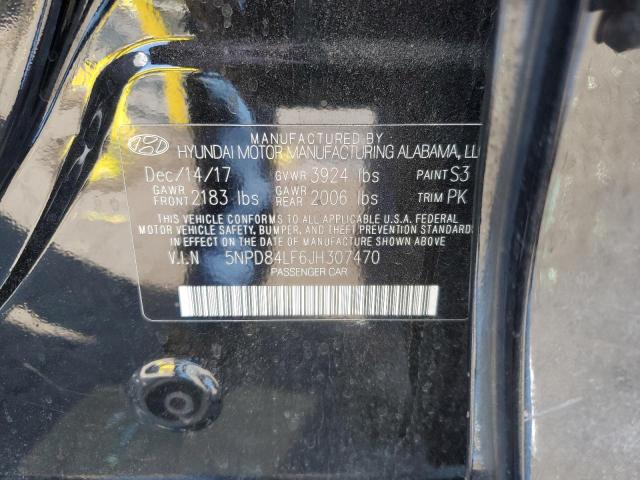 MANUFACTURED BY
HYUNDAI MOTOR MANUFACTURING ALABAMA,
Dec/14/17 GVWR 3924 lbs PAINT S3
GAWR FRONT 2183 lbs GAWR REAR 2006 lbs TRIM PK
THIS VEHICLE CONFORMS TO ALL APPLICABLE U.S.A. FEDERAL
MOTOR VEHICLE SAFETY, BUMPER, AND THEFT PREVENTION STANDARDS
IN EFFECT ON THE DATE OF MANUFACTURE SHOWN ABOVE.
V.I.N 5NPD84LF6JH307470
PASSENGER CAR